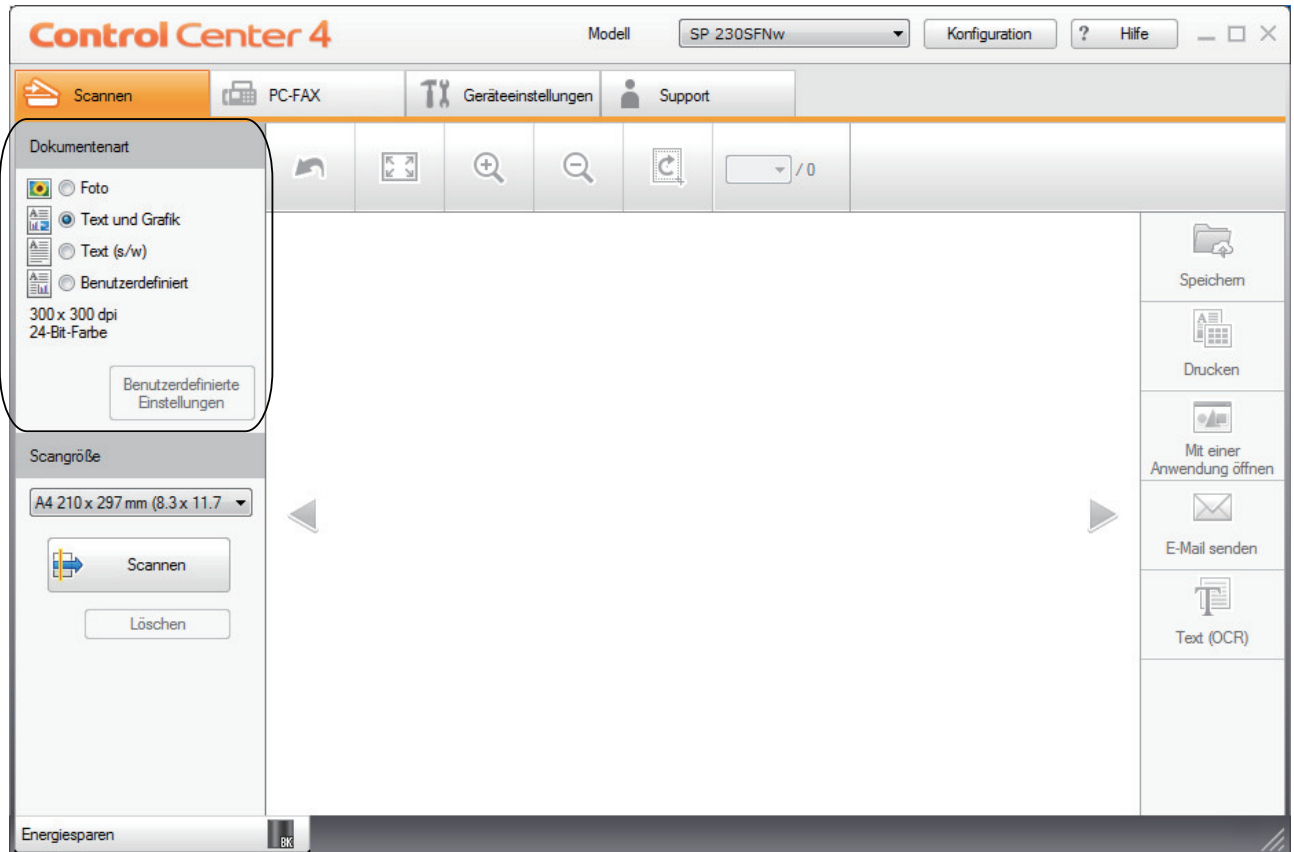 Control Center 4
Modell
SP 230SFNw
Konfiguration
? Hilfe
Scannen
PC-FAX
Geräteeinstellungen
Support
Dokumentenart
Foto
Text und Grafik
Text (s/w)
Benutzerdefiniert
300 x 300 dpi
24-Bit-Farbe
Benutzerdefinierte
Einstellungen
/ 0
Scangröße
A4 210 x 297 mm (8.3 x 11.7
Scannen
Löschen
Speichern
Drucken
Mit einer
Anwendung öffnen
E-Mail senden
Text (OCR)
Energiesparen
BK